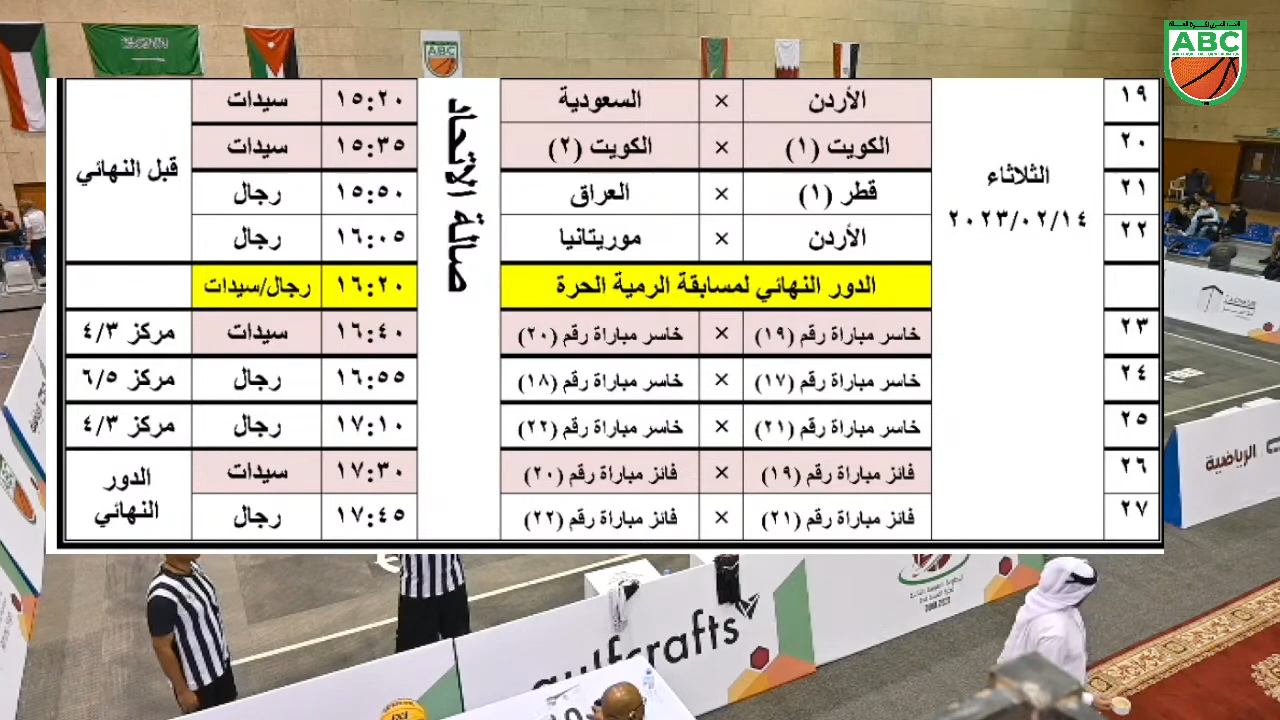 ABC
١٩ الأردن × السعودية ١٥:٢٠ سيدات
٢٠ الكويت (١) × الكويت (٢) ١٥:٣٥ سيدات
٢١ قطر (١) × العراق ١٥:٥٠ رجال
٢٢ الأردن × موريتانيا ١٦:٠٥ رجال
قبل النهائي
الثلاثاء
٢٠٢٣/٠٢/١٤
صالة الاتحاد
الدور النهائي لمسابقة الرمية الحرة ١٦:٢٠ رجال/سيدات
٢٣ خاسر مباراة رقم (١٩) × خاسر مباراة رقم (٢٠) ١٦:٤٠ سيدات مركز ٤/٣
٢٤ خاسر مباراة رقم (١٧) × خاسر مباراة رقم (١٨) ١٦:٥٥ رجال مركز ٦/٥
٢٥ خاسر مباراة رقم (٢١) × خاسر مباراة رقم (٢٢) ١٧:١٠ رجال مركز ٤/٣
٢٦ فائز مباراة رقم (١٩) × فائز مباراة رقم (٢٠) ١٧:٣٠ سيدات
٢٧ فائز مباراة رقم (٢١) × فائز مباراة رقم (٢٢) ١٧:٤٥ رجال
الدور
النهائي
الرياضية
gulfcrafts